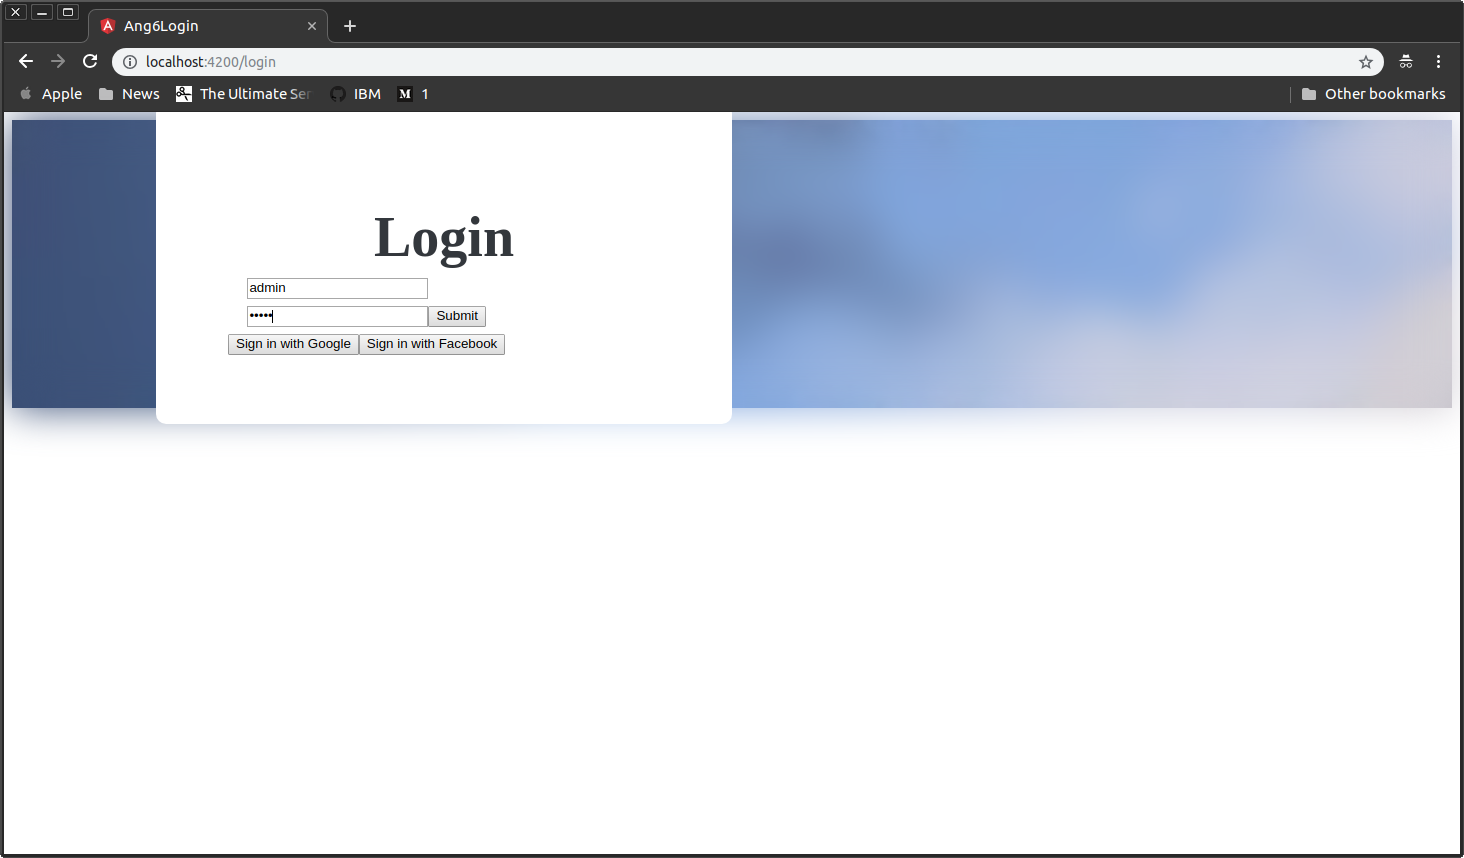 Ang6Login
localhost:4200/login
Apple News The Ultimate Ser IBM M 1 Other bookmarks
Login
admin
•••••
Submit
Sign in with Google Sign in with Facebook